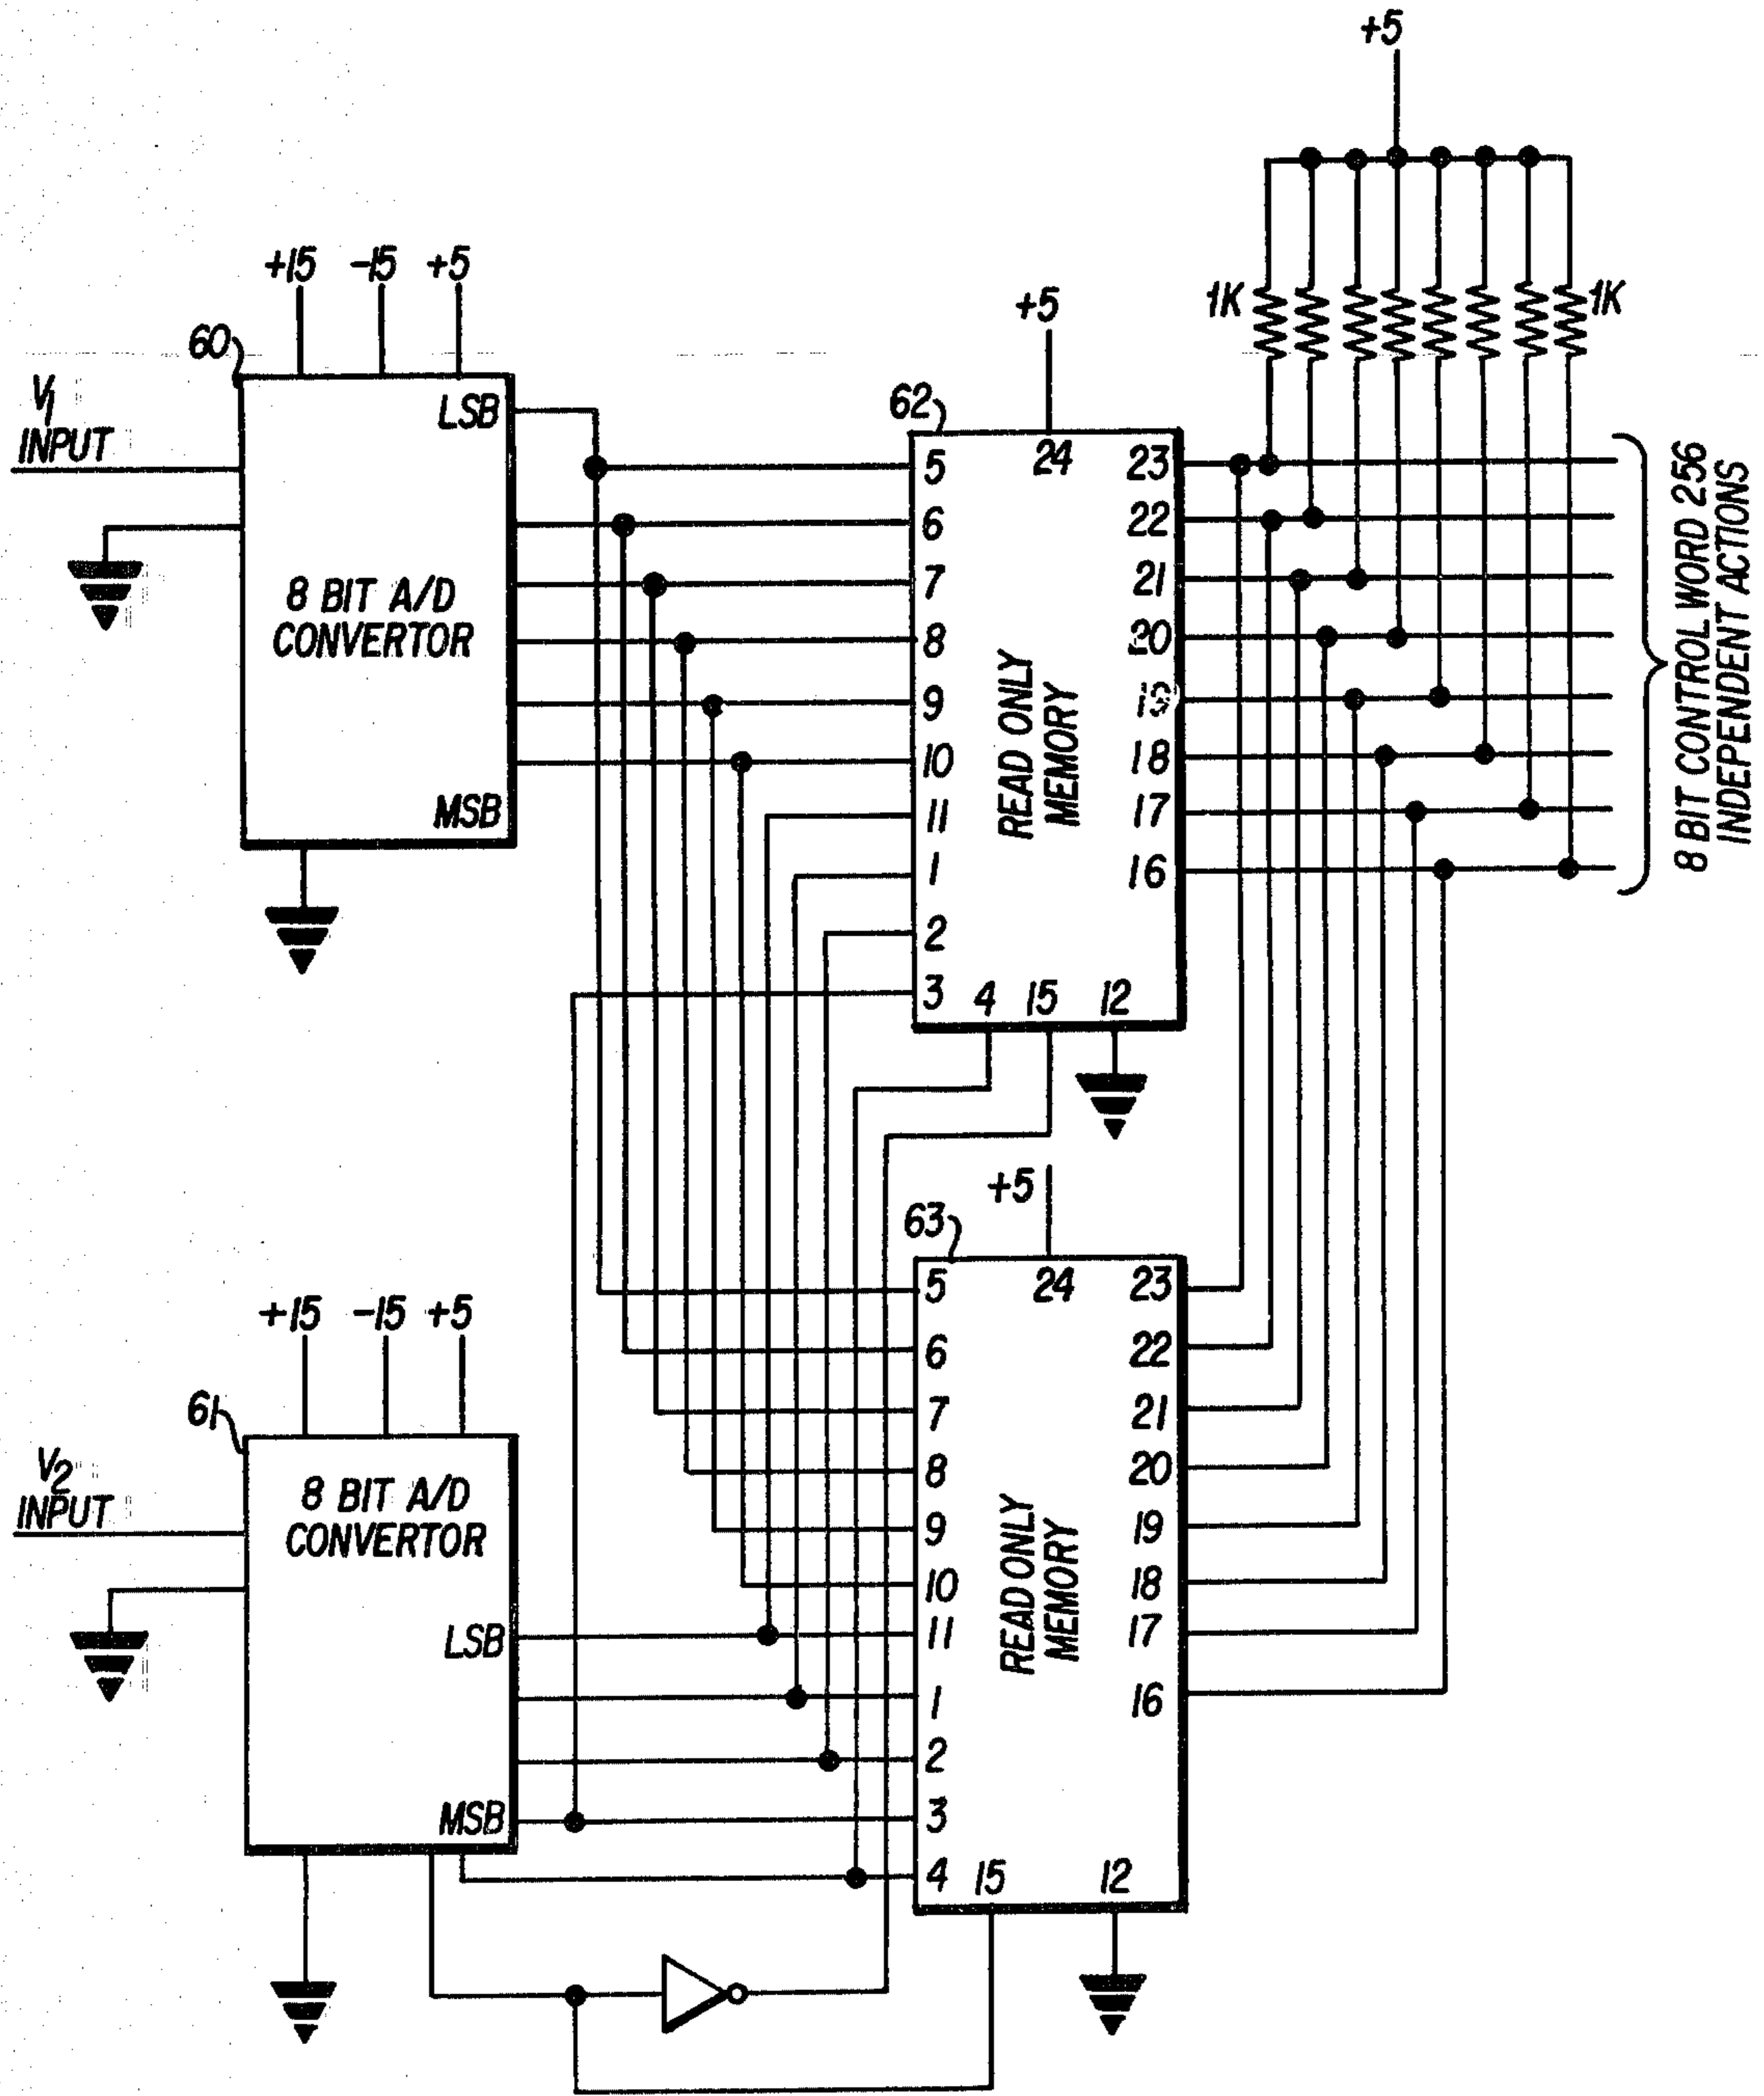 +5
+15 -15 +5
60
V1
INPUT
LSB
8 BIT A/D
CONVERTOR
MSB
+5
62
24
5
6
7
8
9
10
11
1
2
3
4 15 12
READ ONLY
MEMORY
23
22
21
20
19
18
17
16
1K
1K
8 BIT CONTROL WORD 256
INDEPENDENT ACTIONS
+15 -15 +5
61
V2
INPUT
8 BIT A/D
CONVERTOR
LSB
MSB
+5
63
24
5
6
7
8
9
10
11
1
2
3
4
15 12
READ ONLY
MEMORY
23
22
21
20
19
18
17
16